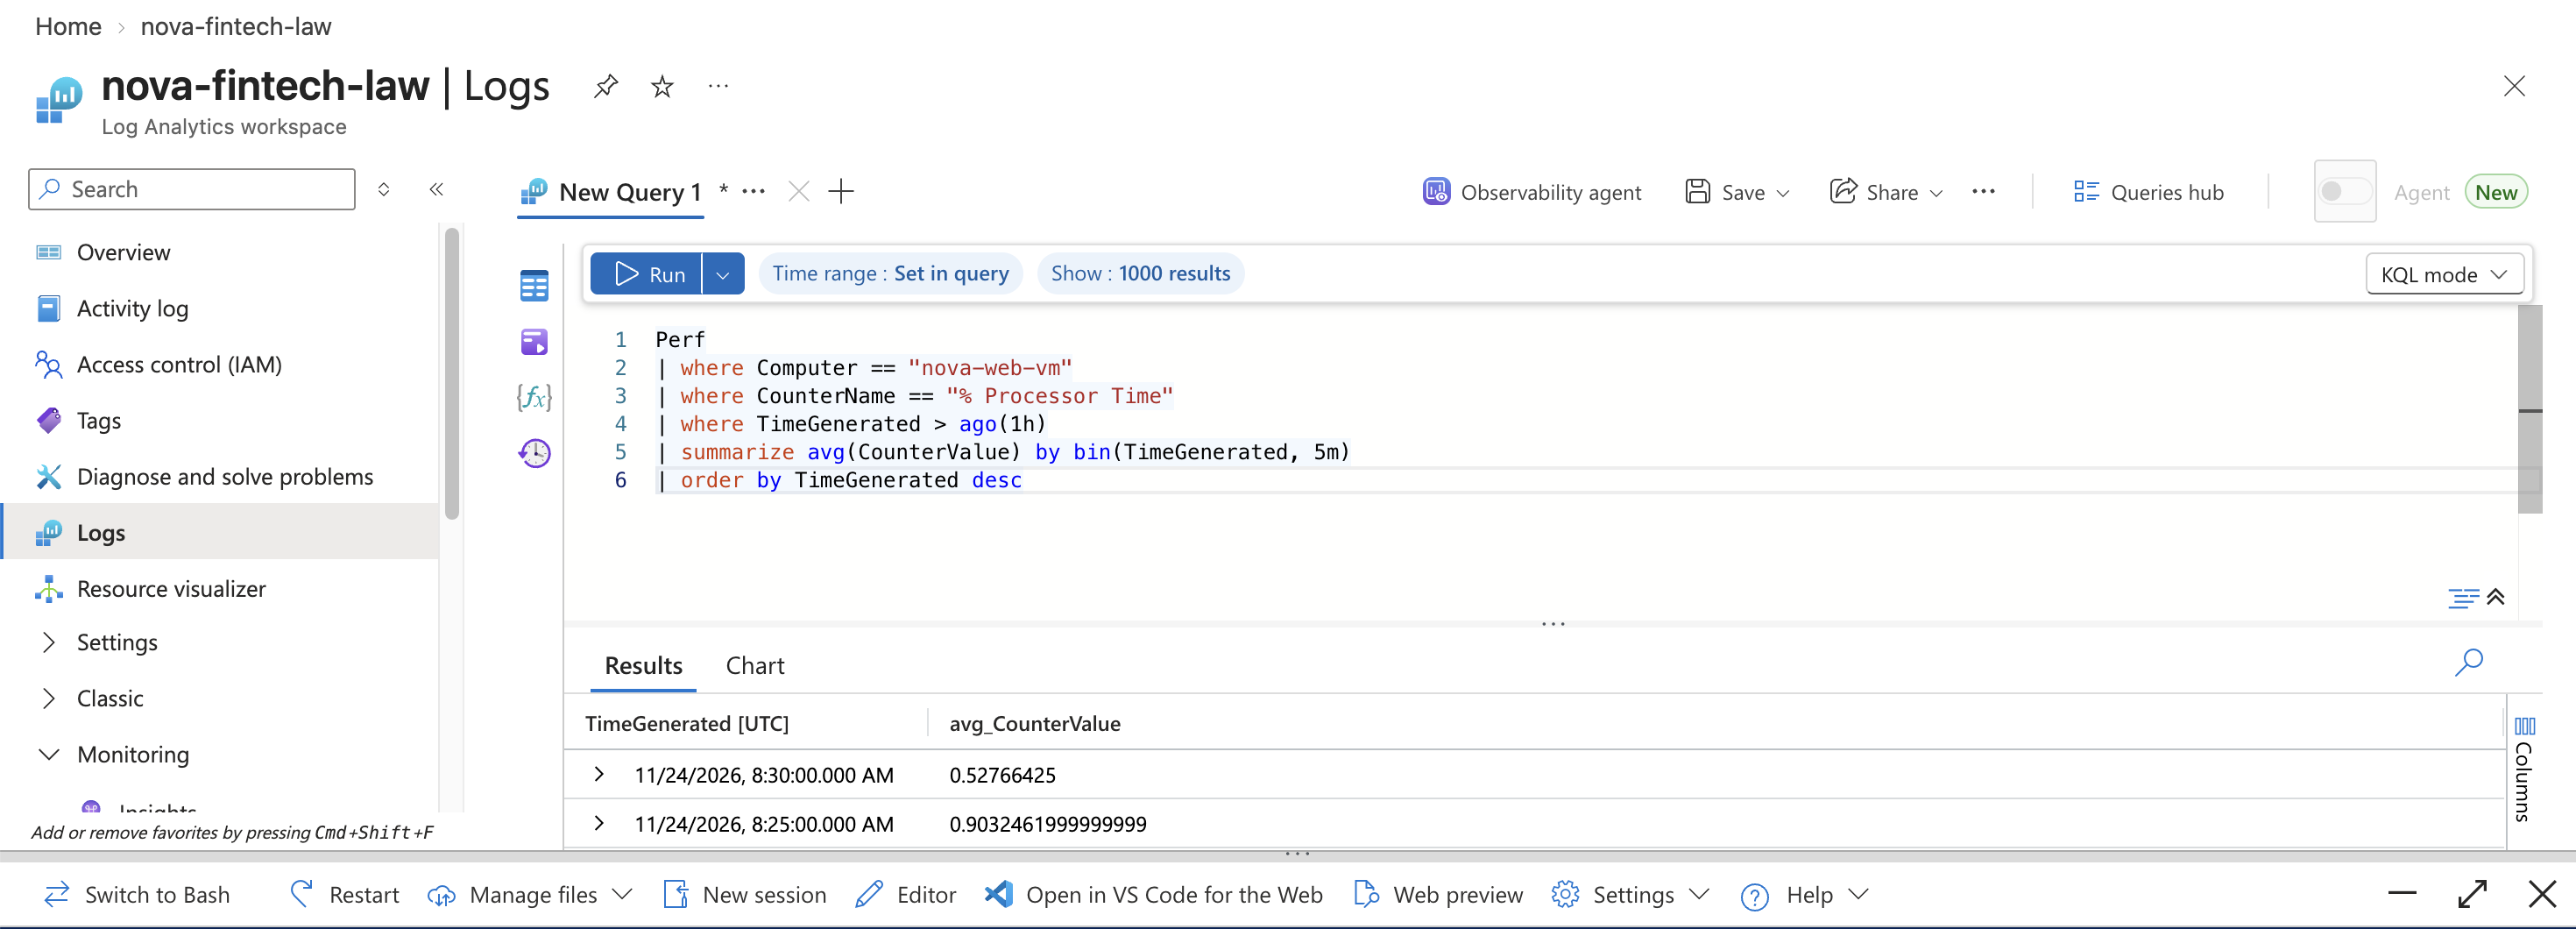 Home > nova-fintech-law
nova-fintech-law | Logs ...
Log Analytics workspace
Search
Overview
Activity log
Access control (IAM)
Tags
Diagnose and solve problems
Logs
Resource visualizer
Settings
Classic
Monitoring
Insights
Add or remove favorites by pressing Cmd+Shift+F
New Query 1 * ...
Observability agent
Save
Share
...
Queries hub
Agent New
Run
Time range : Set in query
Show : 1000 results
KQL mode
1 Perf
2 | where Computer == "nova-web-vm"
3 | where CounterName == "% Processor Time"
4 | where TimeGenerated > ago(1h)
5 | summarize avg(CounterValue) by bin(TimeGenerated, 5m)
6 | order by TimeGenerated desc
{fx}
Results Chart
TimeGenerated [UTC] avg_CounterValue
11/24/2026, 8:30:00.000 AM 0.52766425
11/24/2026, 8:25:00.000 AM 0.9032461999999999
Columns
Switch to Bash Restart Manage files New session Editor Open in VS Code for the Web Web preview Settings Help